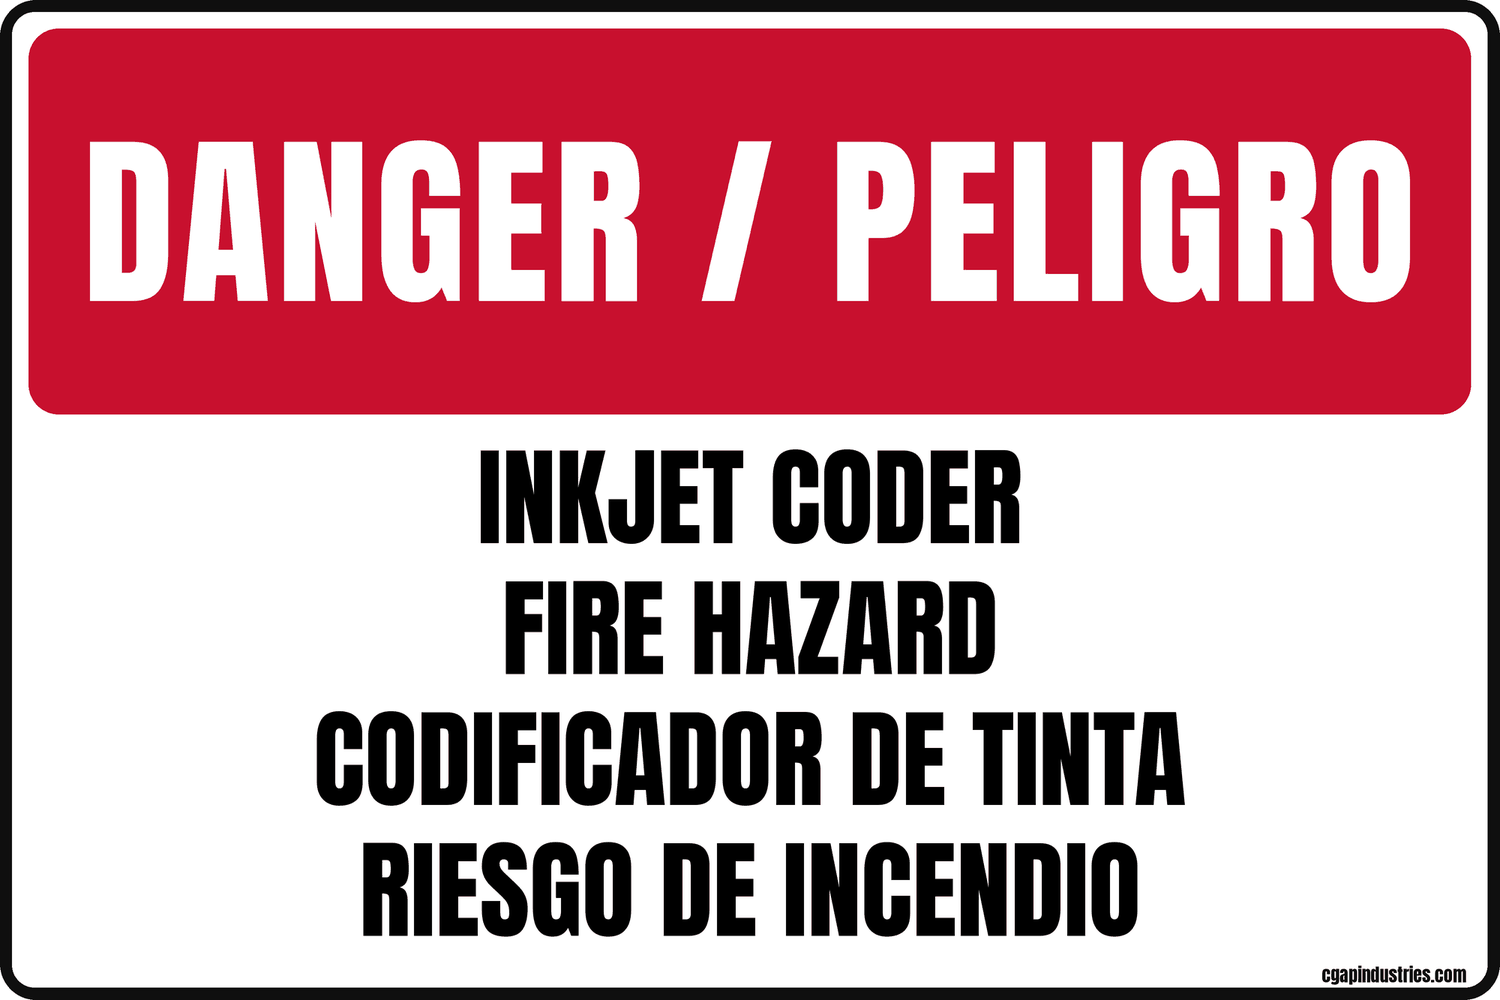 DANGER / PELIGRO
INKJET CODER
FIRE HAZARD
CODIFICADOR DE TINTA
RIESGO DE INCENDIO
cgapindustries.com